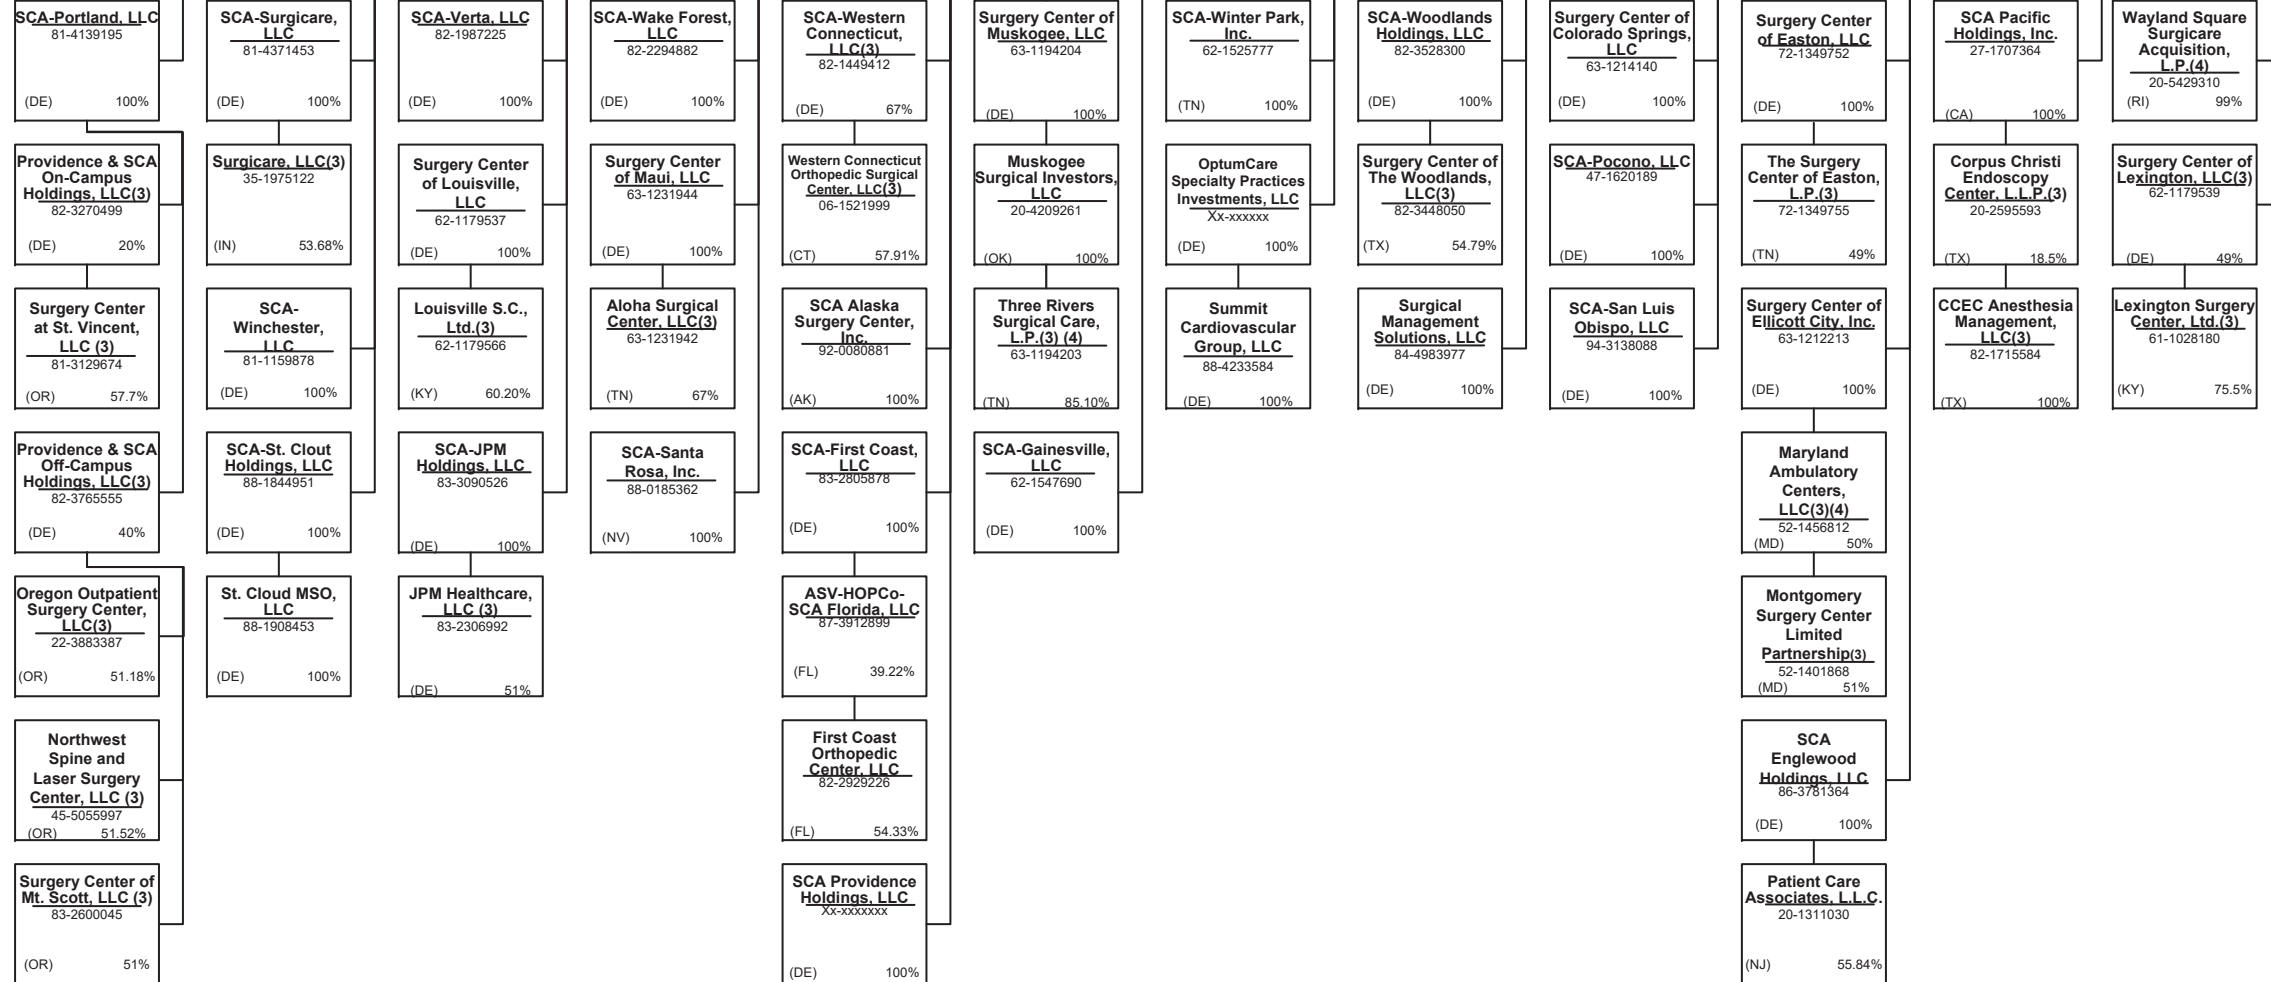 SCA-Portland, LLC
81-4139195
(DE) 100%
Providence & SCA
On-Campus
Holdings, LLC(3)
82-3270499
(DE) 20%
Surgery Center
at St. Vincent,
LLC (3)
81-3129674
(OR) 57.7%
Providence & SCA
Off-Campus
Holdings, LLC(3)
82-3765555
(DE) 40%
Oregon Outpatient
Surgery Center,
LLC(3)
22-3883387
(OR) 51.18%
Northwest
Spine and
Laser Surgery
Center, LLC (3)
45-5055997
(OR) 51.52%
Surgery Center of
Mt. Scott, LLC (3)
83-2600045
(OR) 51%
SCA-Surgicare,
LLC
81-4371453
(DE) 100%
Surgicare, LLC(3)
35-1975122
(IN) 53.68%
SCA-
Winchester,
LLC
81-1159878
(DE) 100%
SCA-St. Clout
Holdings, LLC
88-1844951
(DE) 100%
St. Cloud MSO,
LLC
88-1908453
(DE) 100%
SCA-Verta, LLC
82-1987225
(DE) 100%
Surgery Center
of Louisville,
LLC
62-1179537
(DE) 100%
Louisville S.C.,
Ltd.(3)
62-1179566
(KY) 60.20%
SCA-JPM
Holdings, LLC
83-3090526
(DE) 100%
JPM Healthcare,
LLC (3)
83-2306992
(DE) 51%
SCA-Wake Forest,
LLC
82-2294882
(DE) 100%
Surgery Center
of Maui, LLC
63-1231944
(DE) 100%
Aloha Surgical
Center, LLC(3)
63-1231942
(TN) 67%
SCA-Santa
Rosa, Inc.
88-0185362
(NV) 100%
SCA-Western
Connecticut,
LLC(3)
82-1449412
(DE) 67%
Western Connecticut
Orthopedic Surgical
Center, LLC(3)
06-1521999
(CT) 57.91%
SCA Alaska
Surgery Center,
Inc.
92-0080881
(AK) 100%
SCA-First Coast,
LLC
83-2805878
(DE) 100%
ASV-HOPCo-
SCA Florida, LLC
87-3912899
(FL) 39.22%
First Coast
Orthopedic
Center, LLC
82-2929226
(FL) 54.33%
SCA Providence
Holdings, LLC
Xx-xxxxxxx
(DE) 100%
Surgery Center of
Muskogee, LLC
63-1194204
(DE) 100%
Muskogee
Surgical Investors,
LLC
20-4209261
(OK) 100%
Three Rivers
Surgical Care,
L.P.(3) (4)
63-1194203
(TN) 85.10%
SCA-Gainesville,
LLC
62-1547690
(DE) 100%
SCA-Winter Park,
Inc.
62-1525777
(TN) 100%
OptumCare
Specialty Practices
Investments, LLC
Xx-xxxxxx
(DE) 100%
Summit
Cardiovascular
Group, LLC
88-4233584
(DE) 100%
SCA-Woodlands
Holdings, LLC
82-3528300
(DE) 100%
Surgery Center of
The Woodlands,
LLC(3)
82-3448050
(TX) 54.79%
Surgical
Management
Solutions, LLC
84-4983977
(DE) 100%
Surgery Center of
Colorado Springs,
LLC
63-1214140
(DE) 100%
SCA-Pocono, LLC
47-1620189
(DE) 100%
SCA-San Luis
Obispo, LLC
94-3138088
(DE) 100%
Surgery Center
of Easton, LLC
72-1349752
(DE) 100%
The Surgery
Center of Easton,
L.P.(3)
72-1349755
(TN) 49%
Surgery Center of
Ellicott City, Inc.
63-1212213
(DE) 100%
Maryland
Ambulatory
Centers,
LLC(3)(4)
52-1456812
(MD) 50%
Montgomery
Surgery Center
Limited
Partnership(3)
52-1401868
(MD) 51%
SCA
Englewood
Holdings, LLC
86-3781364
(DE) 100%
Patient Care
Associates, L.L.C.
20-1311030
(NJ) 55.84%
SCA Pacific
Holdings, Inc.
27-1707364
(CA) 100%
Corpus Christi
Endoscopy
Center, L.L.P.(3)
20-2595593
(TX) 18.5%
CCEC Anesthesia
Management,
LLC(3)
82-1715584
(TX) 100%
Wayland Square
Surgicare
Acquisition,
L.P.(4)
20-5429310
(RI) 99%
Surgery Center of
Lexington, LLC(3)
62-1179539
(DE) 49%
Lexington Surgery
Center, Ltd.(3)
61-1028180
(KY) 75.5%